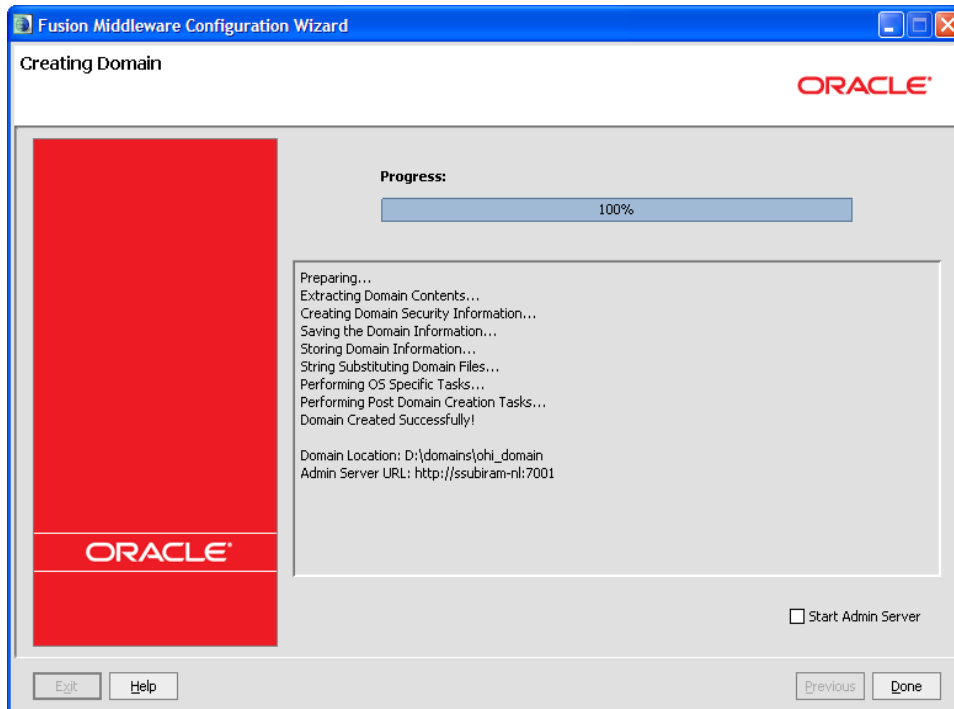 Fusion Middleware Configuration Wizard
Creating Domain
ORACLE®
Progress:
100%
Preparing...
Extracting Domain Contents...
Creating Domain Security Information...
Saving the Domain Information...
Storing Domain Information...
String Substituting Domain Files...
Performing OS Specific Tasks...
Performing Post Domain Creation Tasks...
Domain Created Successfully!
Domain Location: D:\domains\ohi_domain
Admin Server URL: http://ssubiram-nl:7001
ORACLE®
Start Admin Server
Exit
Help
Previous
Done